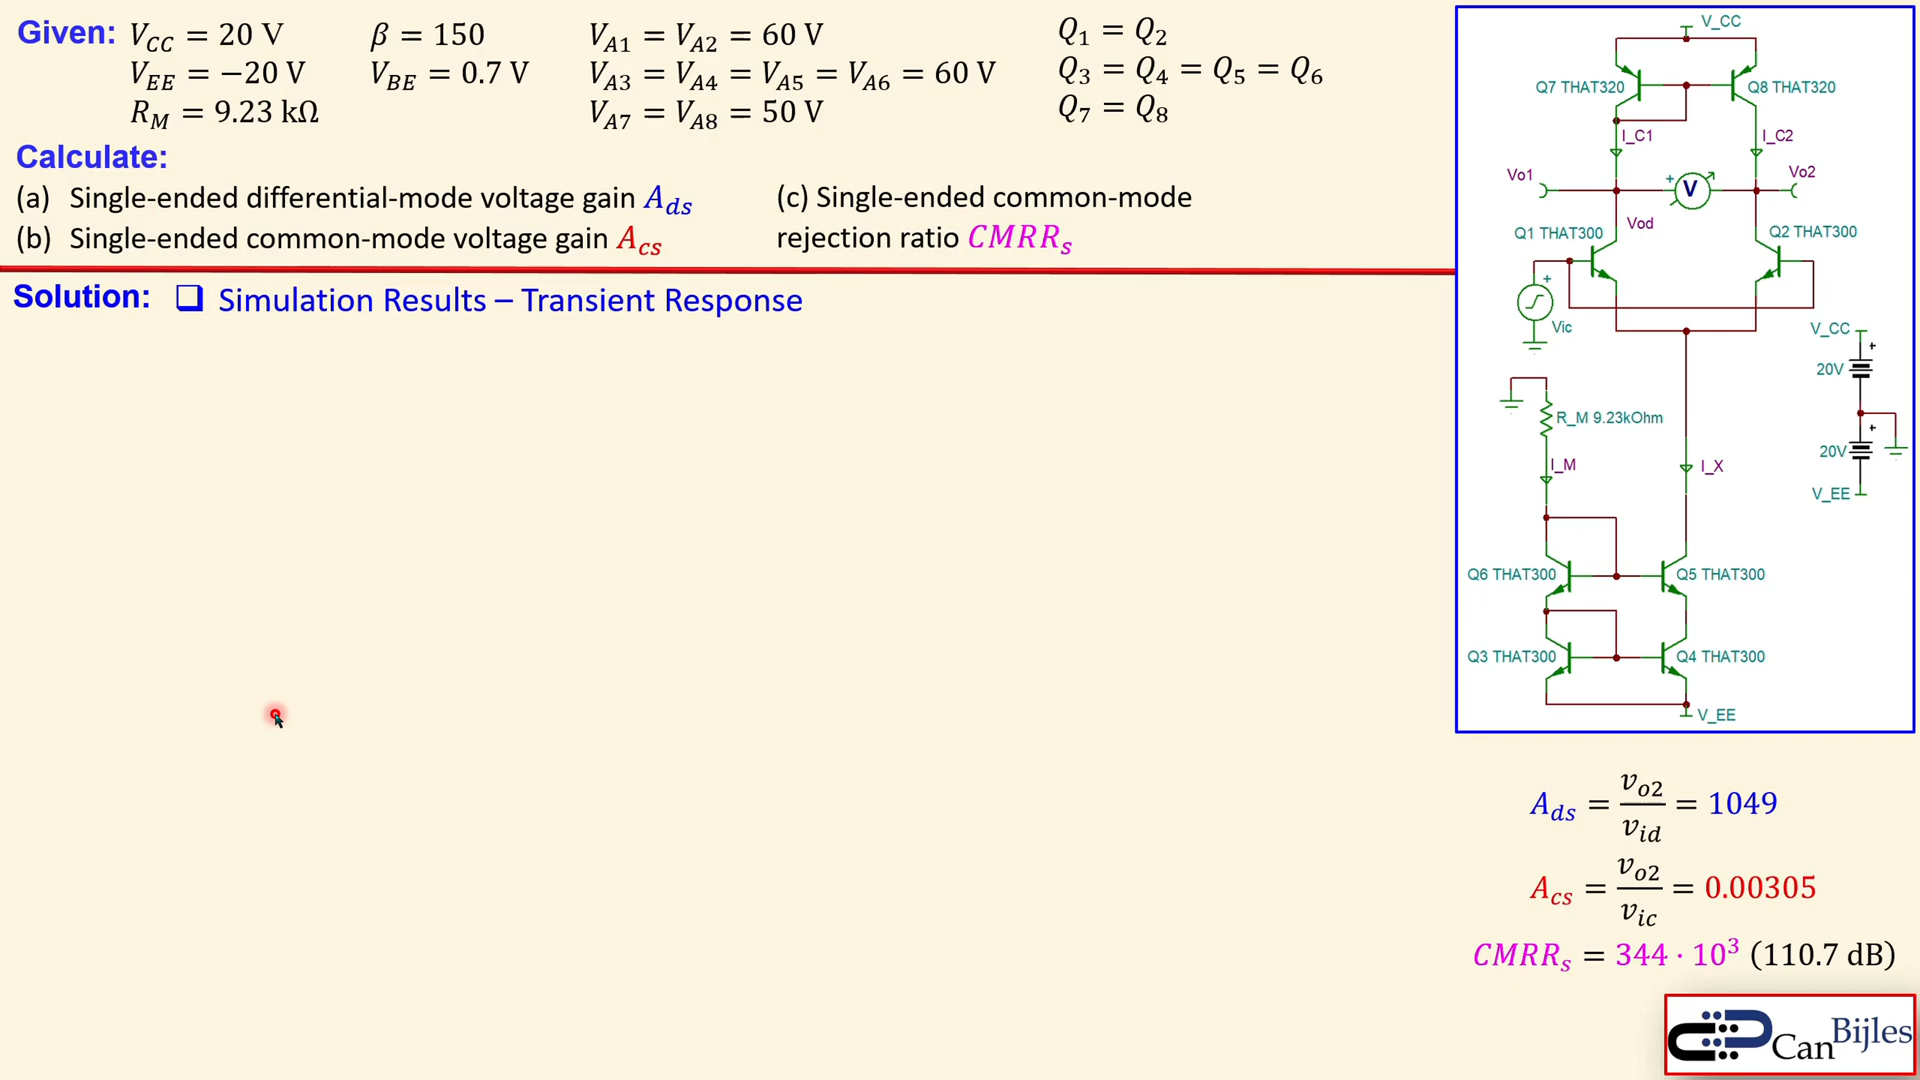 Given: V_CC = 20 V β = 150 V_A1 = V_A2 = 60 V Q_1 = Q_2
V_EE = −20 V V_BE = 0.7 V V_A3 = V_A4 = V_A5 = V_A6 = 60 V Q_3 = Q_4 = Q_5 = Q_6
R_M = 9.23 kΩ V_A7 = V_A8 = 50 V Q_7 = Q_8
Calculate:
(a) Single-ended differential-mode voltage gain A_ds
(b) Single-ended common-mode voltage gain A_cs
(c) Single-ended common-mode
rejection ratio CMRR_s
Solution: ❑ Simulation Results – Transient Response
V_CC
Q7 THAT320 Q8 THAT320
I_C1 I_C2
Vo1 + V Vo2
Vod
Q1 THAT300 Q2 THAT300
+
Vic
V_CC
+
20V
R_M 9.23kOhm
+
20V
I_M I_X
V_EE
Q6 THAT300 Q5 THAT300
Q3 THAT300 Q4 THAT300
V_EE
A_ds = v_o2 / v_id = 1049
A_cs = v_o2 / v_ic = 0.00305
CMRR_s = 344 · 10³ (110.7 dB)
Can Bijles